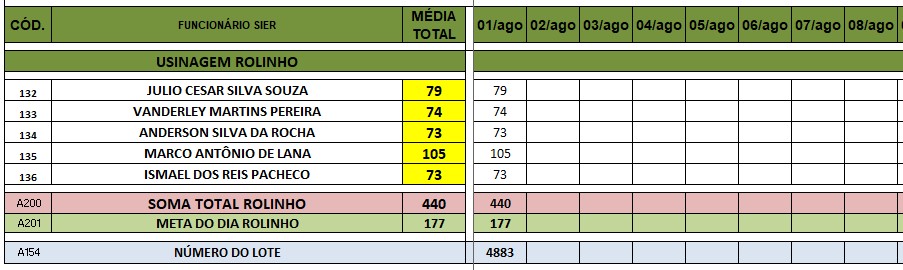 CÓD. FUNCIONÁRIO SIER MÉDIA TOTAL 01/ago 02/ago 03/ago 04/ago 05/ago 06/ago 07/ago 08/ago
USINAGEM ROLINHO
132 JULIO CESAR SILVA SOUZA 79 79
133 VANDERLEY MARTINS PEREIRA 74 74
134 ANDERSON SILVA DA ROCHA 73 73
135 MARCO ANTÔNIO DE LANA 105 105
136 ISMAEL DOS REIS PACHECO 73 73
A200 SOMA TOTAL ROLINHO 440 440
A201 META DO DIA ROLINHO 177 177
A154 NÚMERO DO LOTE 4883